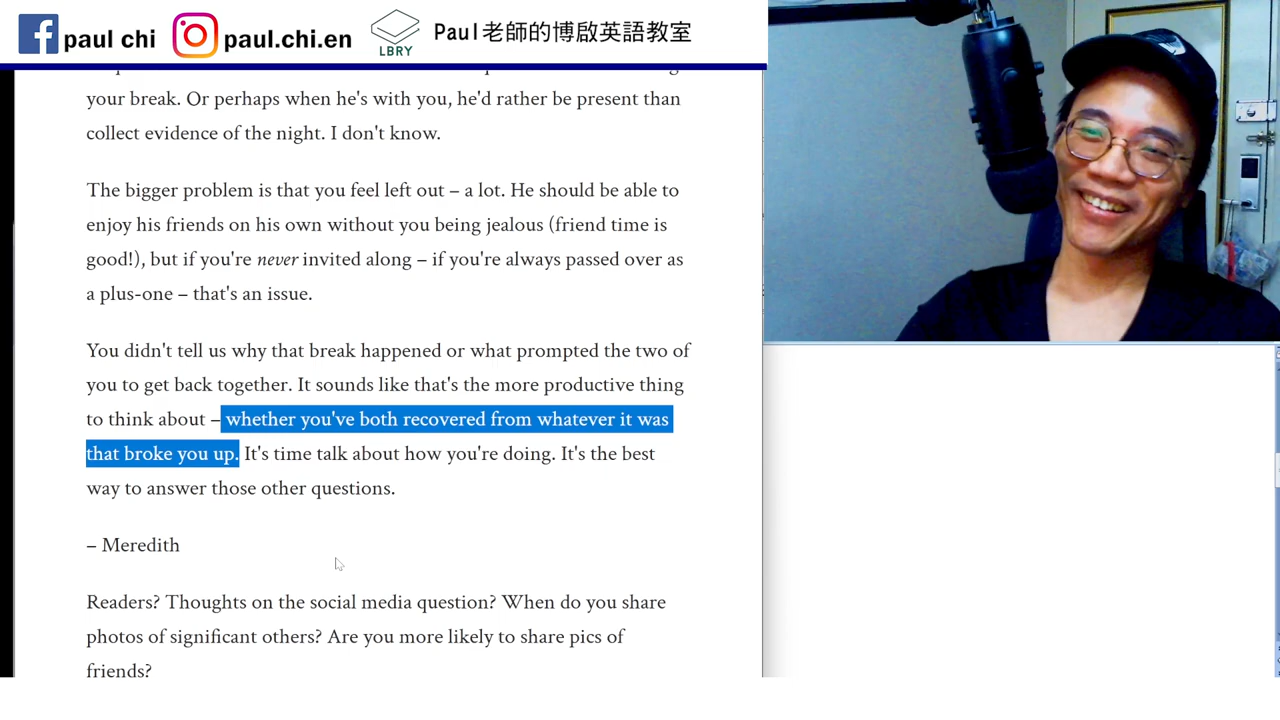 paul chi
paul.chi.en
LBRY
Paul老師的博啟英語教室
your break. Or perhaps when he's with you, he'd rather be present than
collect evidence of the night. I don't know.
The bigger problem is that you feel left out – a lot. He should be able to
enjoy his friends on his own without you being jealous (friend time is
good!), but if you're never invited along – if you're always passed over as
a plus-one – that's an issue.
You didn't tell us why that break happened or what prompted the two of
you to get back together. It sounds like that's the more productive thing
to think about – whether you've both recovered from whatever it was
that broke you up. It's time talk about how you're doing. It's the best
way to answer those other questions.
– Meredith
Readers? Thoughts on the social media question? When do you share
photos of significant others? Are you more likely to share pics of
friends?